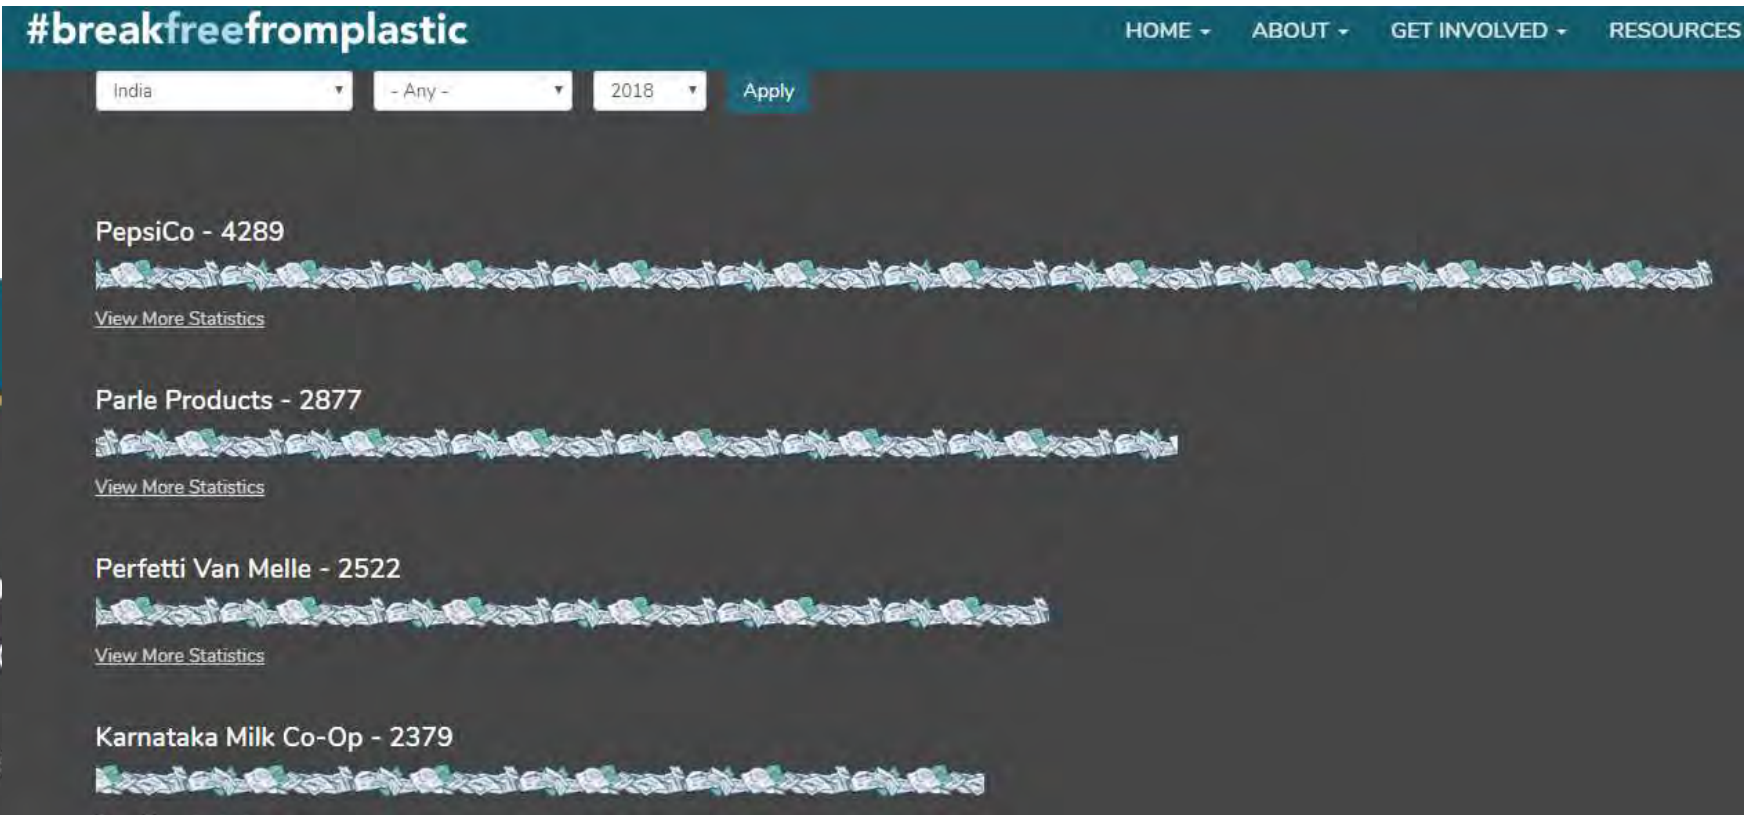 #breakfreefromplastic
HOME ABOUT GET INVOLVED RESOURCES
India - Any - 2018 Apply
PepsiCo - 4289
View More Statistics
Parle Products - 2877
View More Statistics
Perfetti Van Melle - 2522
View More Statistics
Karnataka Milk Co-Op - 2379